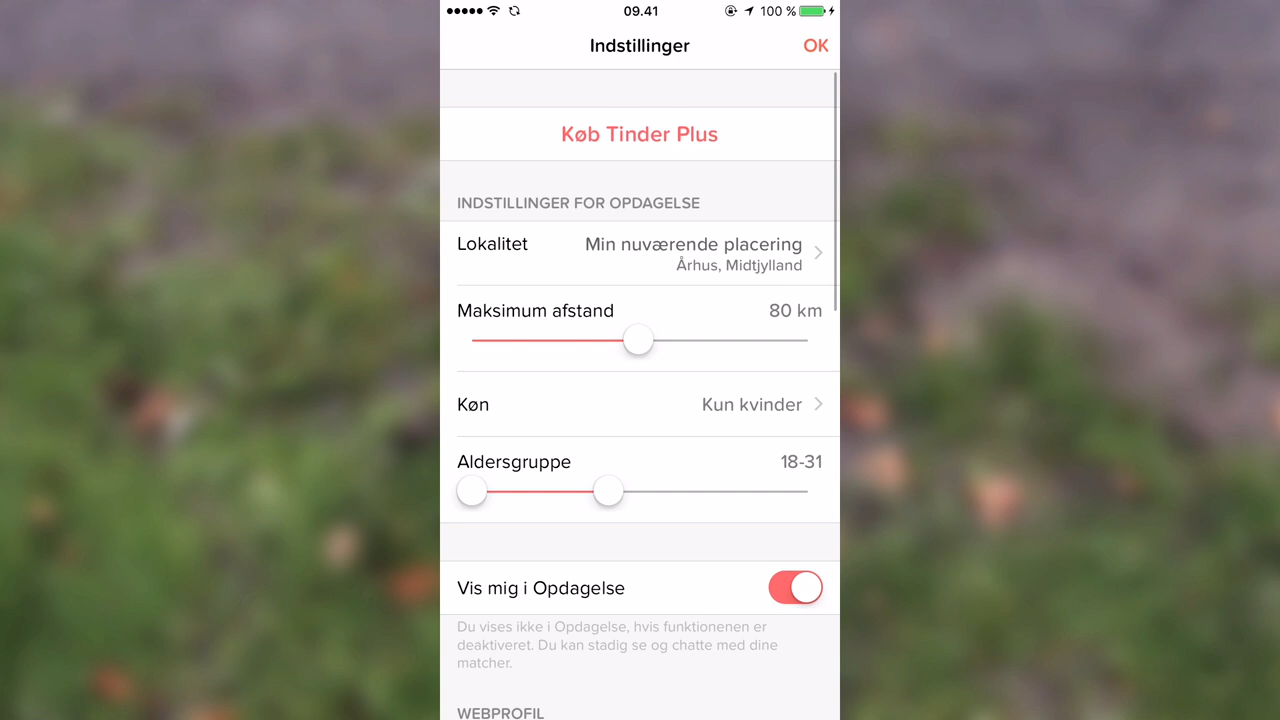 09.41
100 %
Indstillinger
OK
Køb Tinder Plus
INDSTILLINGER FOR OPDAGELSE
Lokalitet
Min nuværende placering
Århus, Midtjylland
Maksimum afstand
80 km
Køn
Kun kvinder
Aldersgruppe
18-31
Vis mig i Opdagelse
Du vises ikke i Opdagelse, hvis funktionenen er
deaktiveret. Du kan stadig se og chatte med dine
matcher.
WEBPROFIL